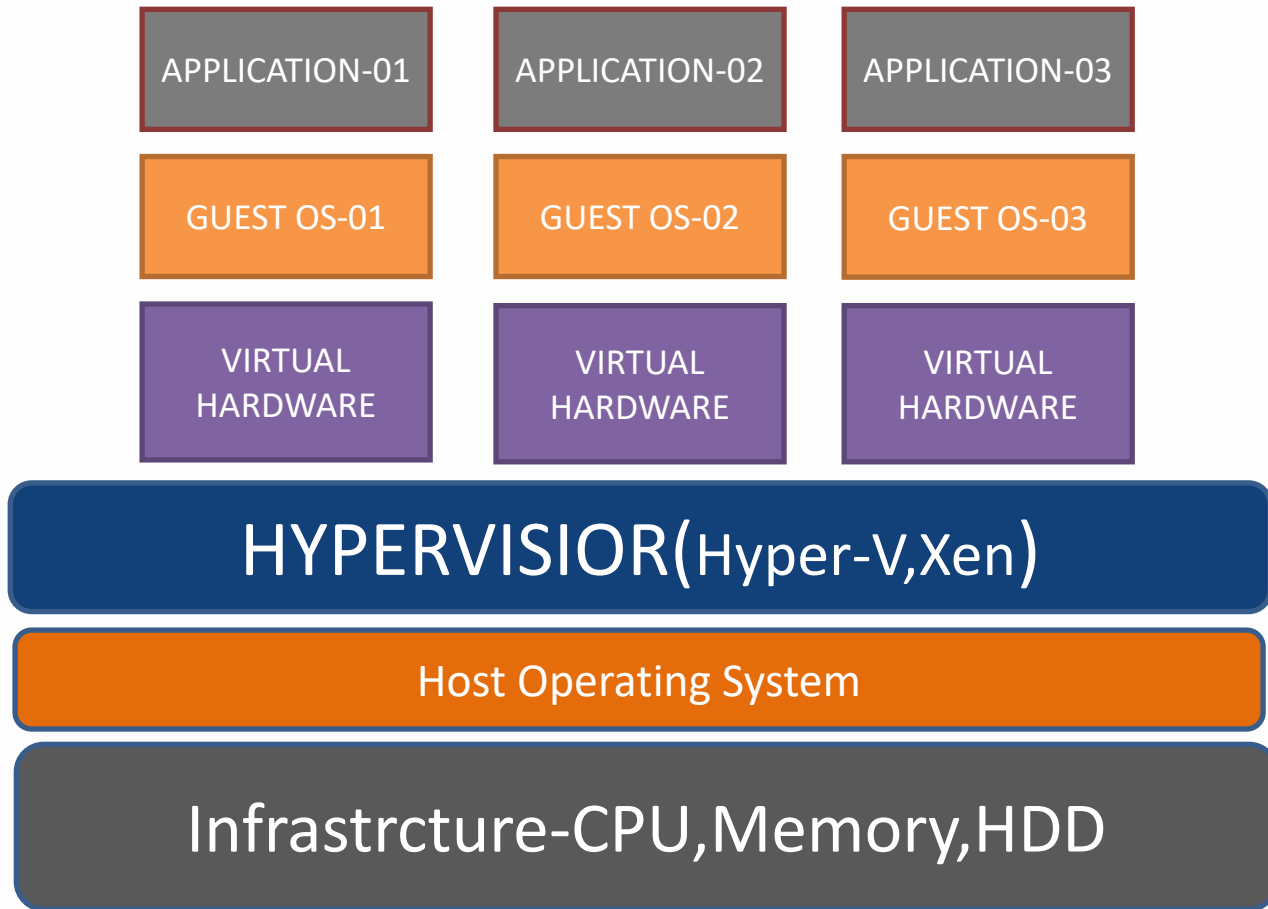 APPLICATION-01
APPLICATION-02
APPLICATION-03
GUEST OS-01
GUEST OS-02
GUEST OS-03
VIRTUAL
HARDWARE
VIRTUAL
HARDWARE
VIRTUAL
HARDWARE
HYPERVISIOR(Hyper-V,Xen)
Host Operating System
Infrastrcture-CPU,Memory,HDD